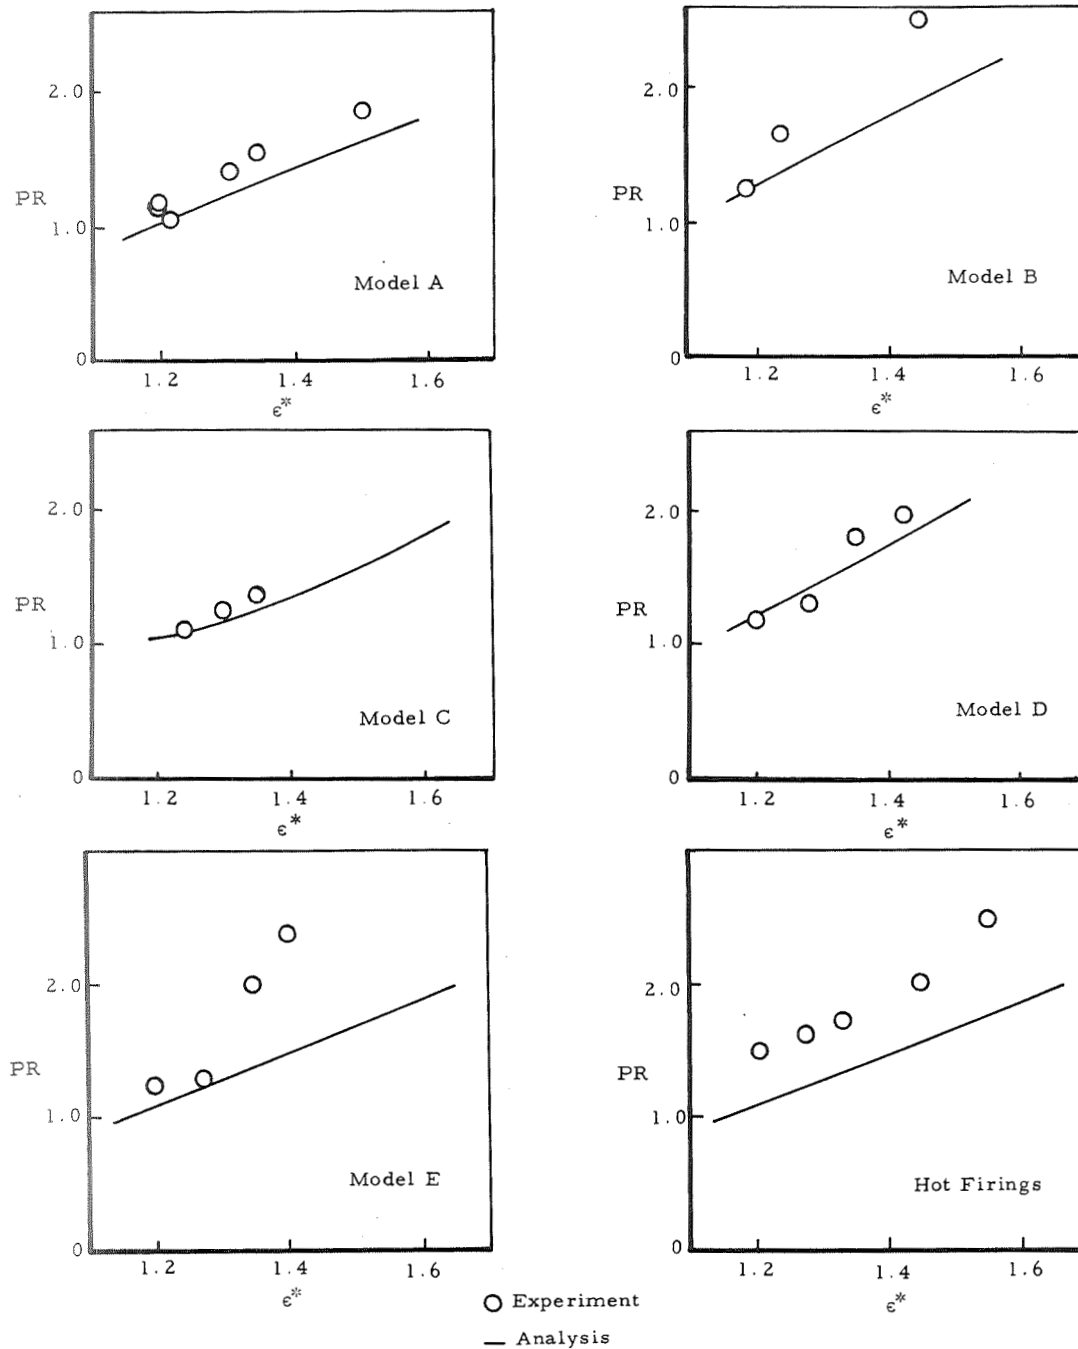 2.0
PR
1.0
Model A
0
1.2 1.4 1.6
ϵ*
2.0
PR
1.0
Model B
0
1.2 1.4 1.6
ϵ*
2.0
PR
1.0
Model C
0
1.2 1.4 1.6
ϵ*
2.0
PR
1.0
Model D
0
1.2 1.4 1.6
ϵ*
2.0
PR
1.0
Model E
0
1.2 1.4 1.6
ϵ*
2.0
PR
1.0
Hot Firings
0
1.2 1.4 1.6
ϵ*
Experiment
Analysis